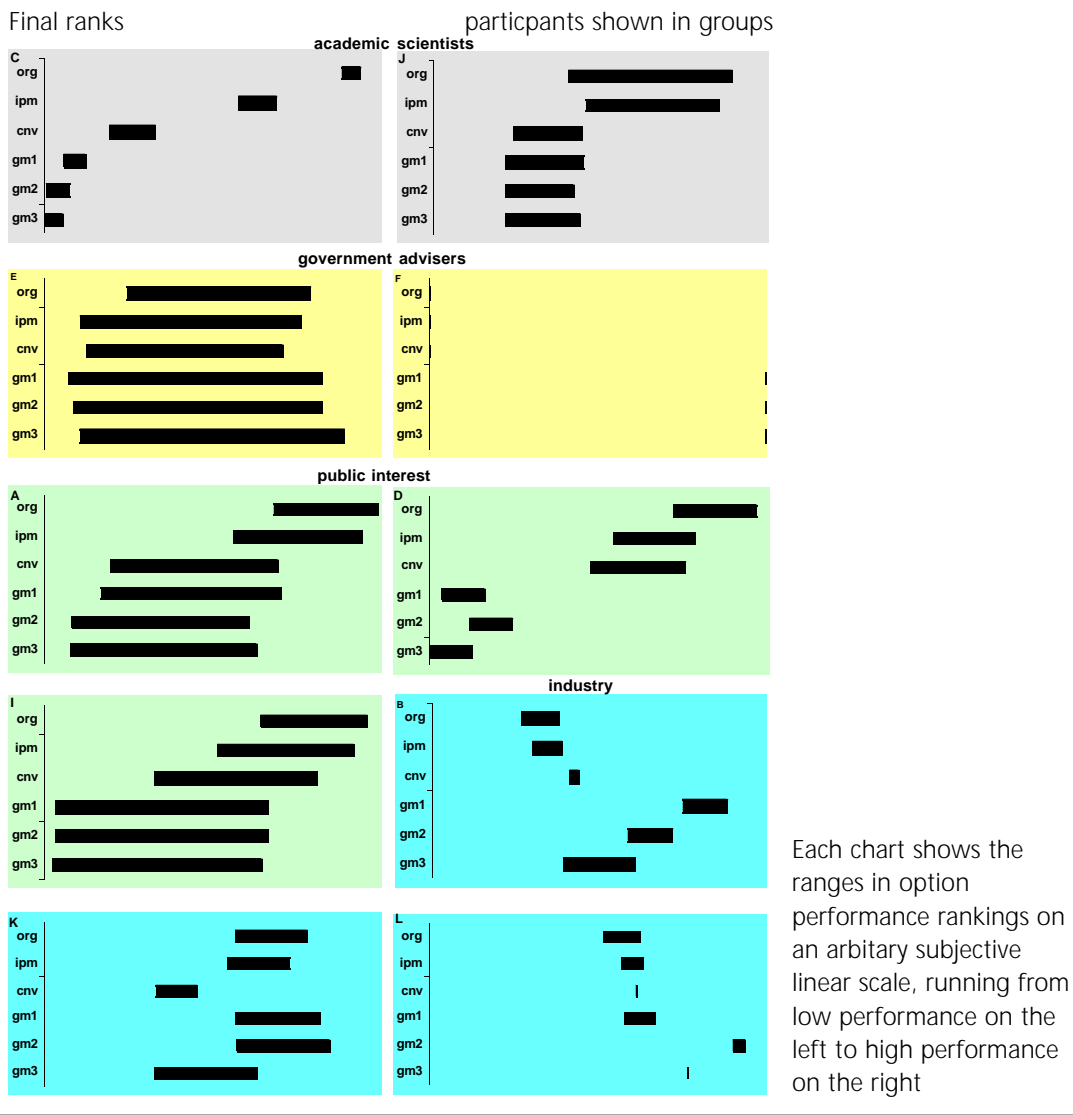 Final ranks
particpants shown in groups
academic scientists
C
org
ipm
cnv
gm1
gm2
gm3
J
org
ipm
cnv
gm1
gm2
gm3
government advisers
E
org
ipm
cnv
gm1
gm2
gm3
F
org
ipm
cnv
gm1
gm2
gm3
public interest
A
org
ipm
cnv
gm1
gm2
gm3
D
org
ipm
cnv
gm1
gm2
gm3
I
org
ipm
cnv
gm1
gm2
gm3
industry
B
org
ipm
cnv
gm1
gm2
gm3
K
org
ipm
cnv
gm1
gm2
gm3
L
org
ipm
cnv
gm1
gm2
gm3
Each chart shows the
ranges in option
performance rankings on
an arbitary subjective
linear scale, running from
low performance on the
left to high performance
on the right